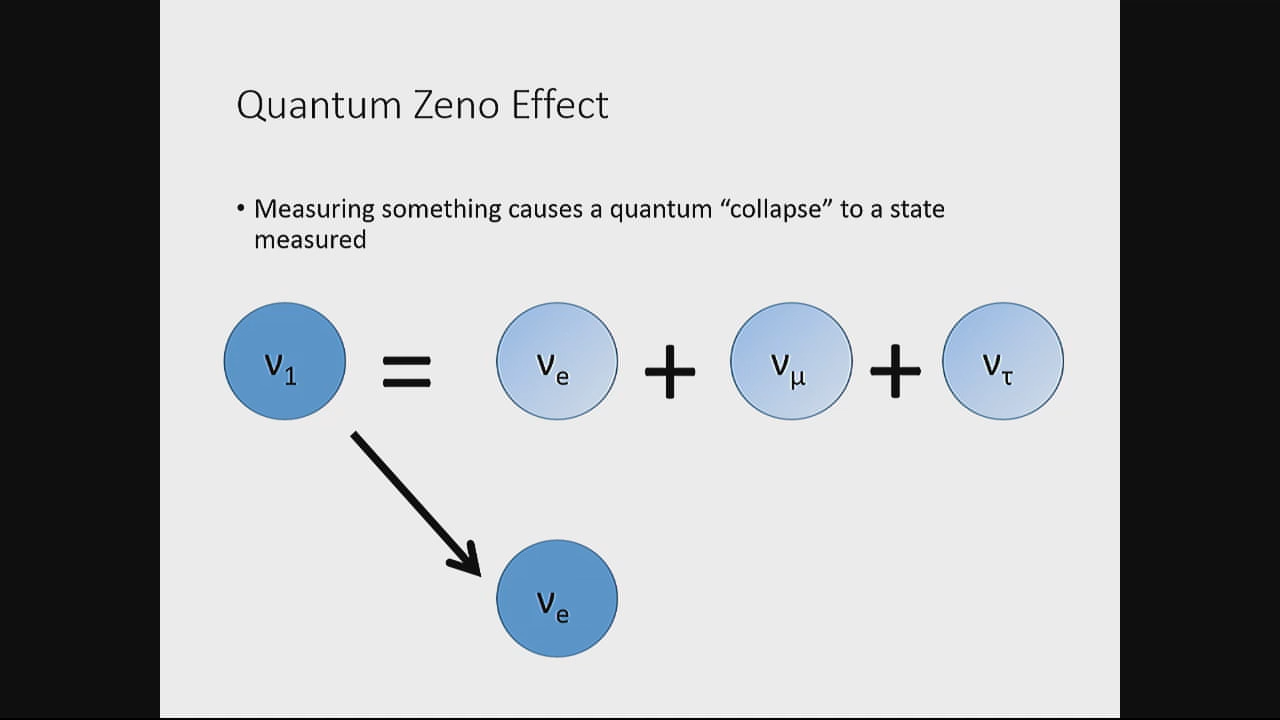 Quantum Zeno Effect
• Measuring something causes a quantum “collapse” to a state
measured
ν1 = νe + νμ + ντ
νe